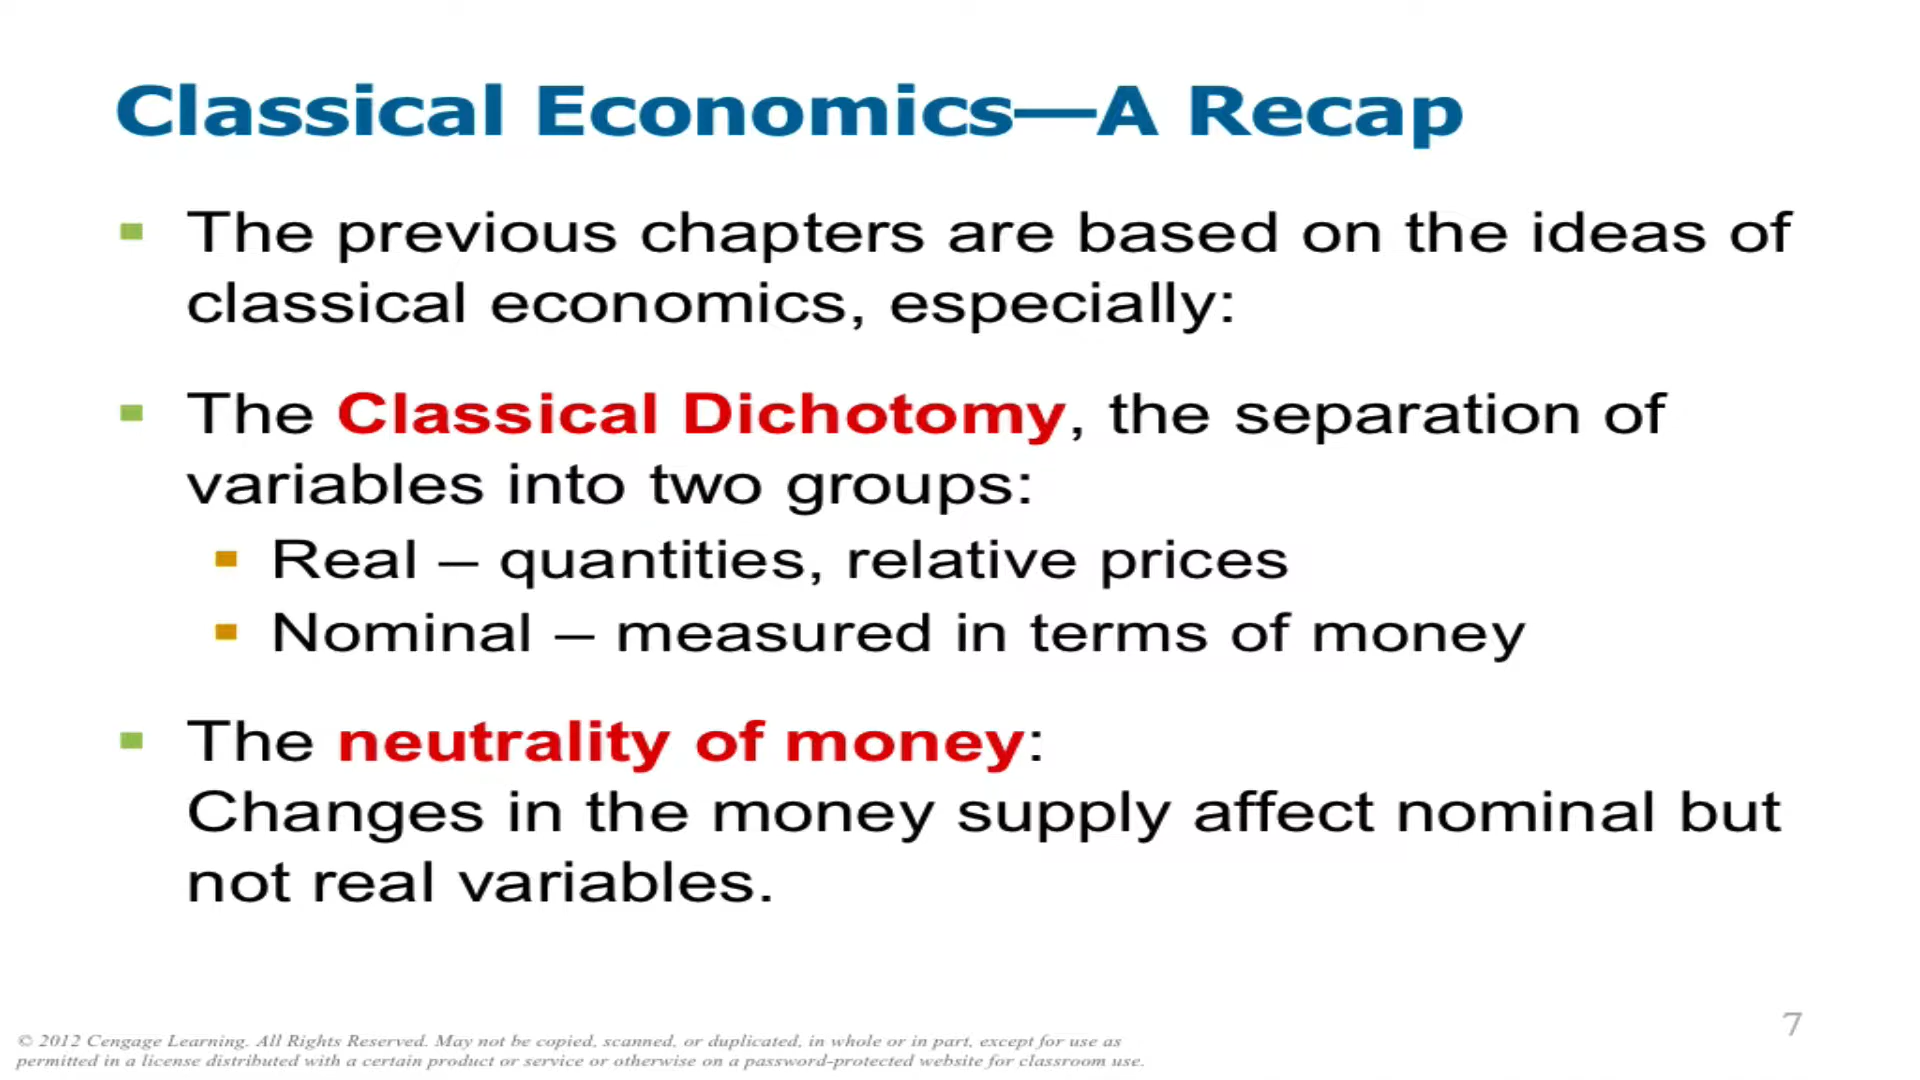 Classical Economics—A Recap
The previous chapters are based on the ideas of
classical economics, especially:
The Classical Dichotomy, the separation of
variables into two groups:
Real – quantities, relative prices
Nominal – measured in terms of money
The neutrality of money:
Changes in the money supply affect nominal but
not real variables.
7
© 2012 Cengage Learning. All Rights Reserved. May not be copied, scanned, or duplicated, in whole or in part, except for use as
permitted in a license distributed with a certain product or service or otherwise on a password-protected website for classroom use.